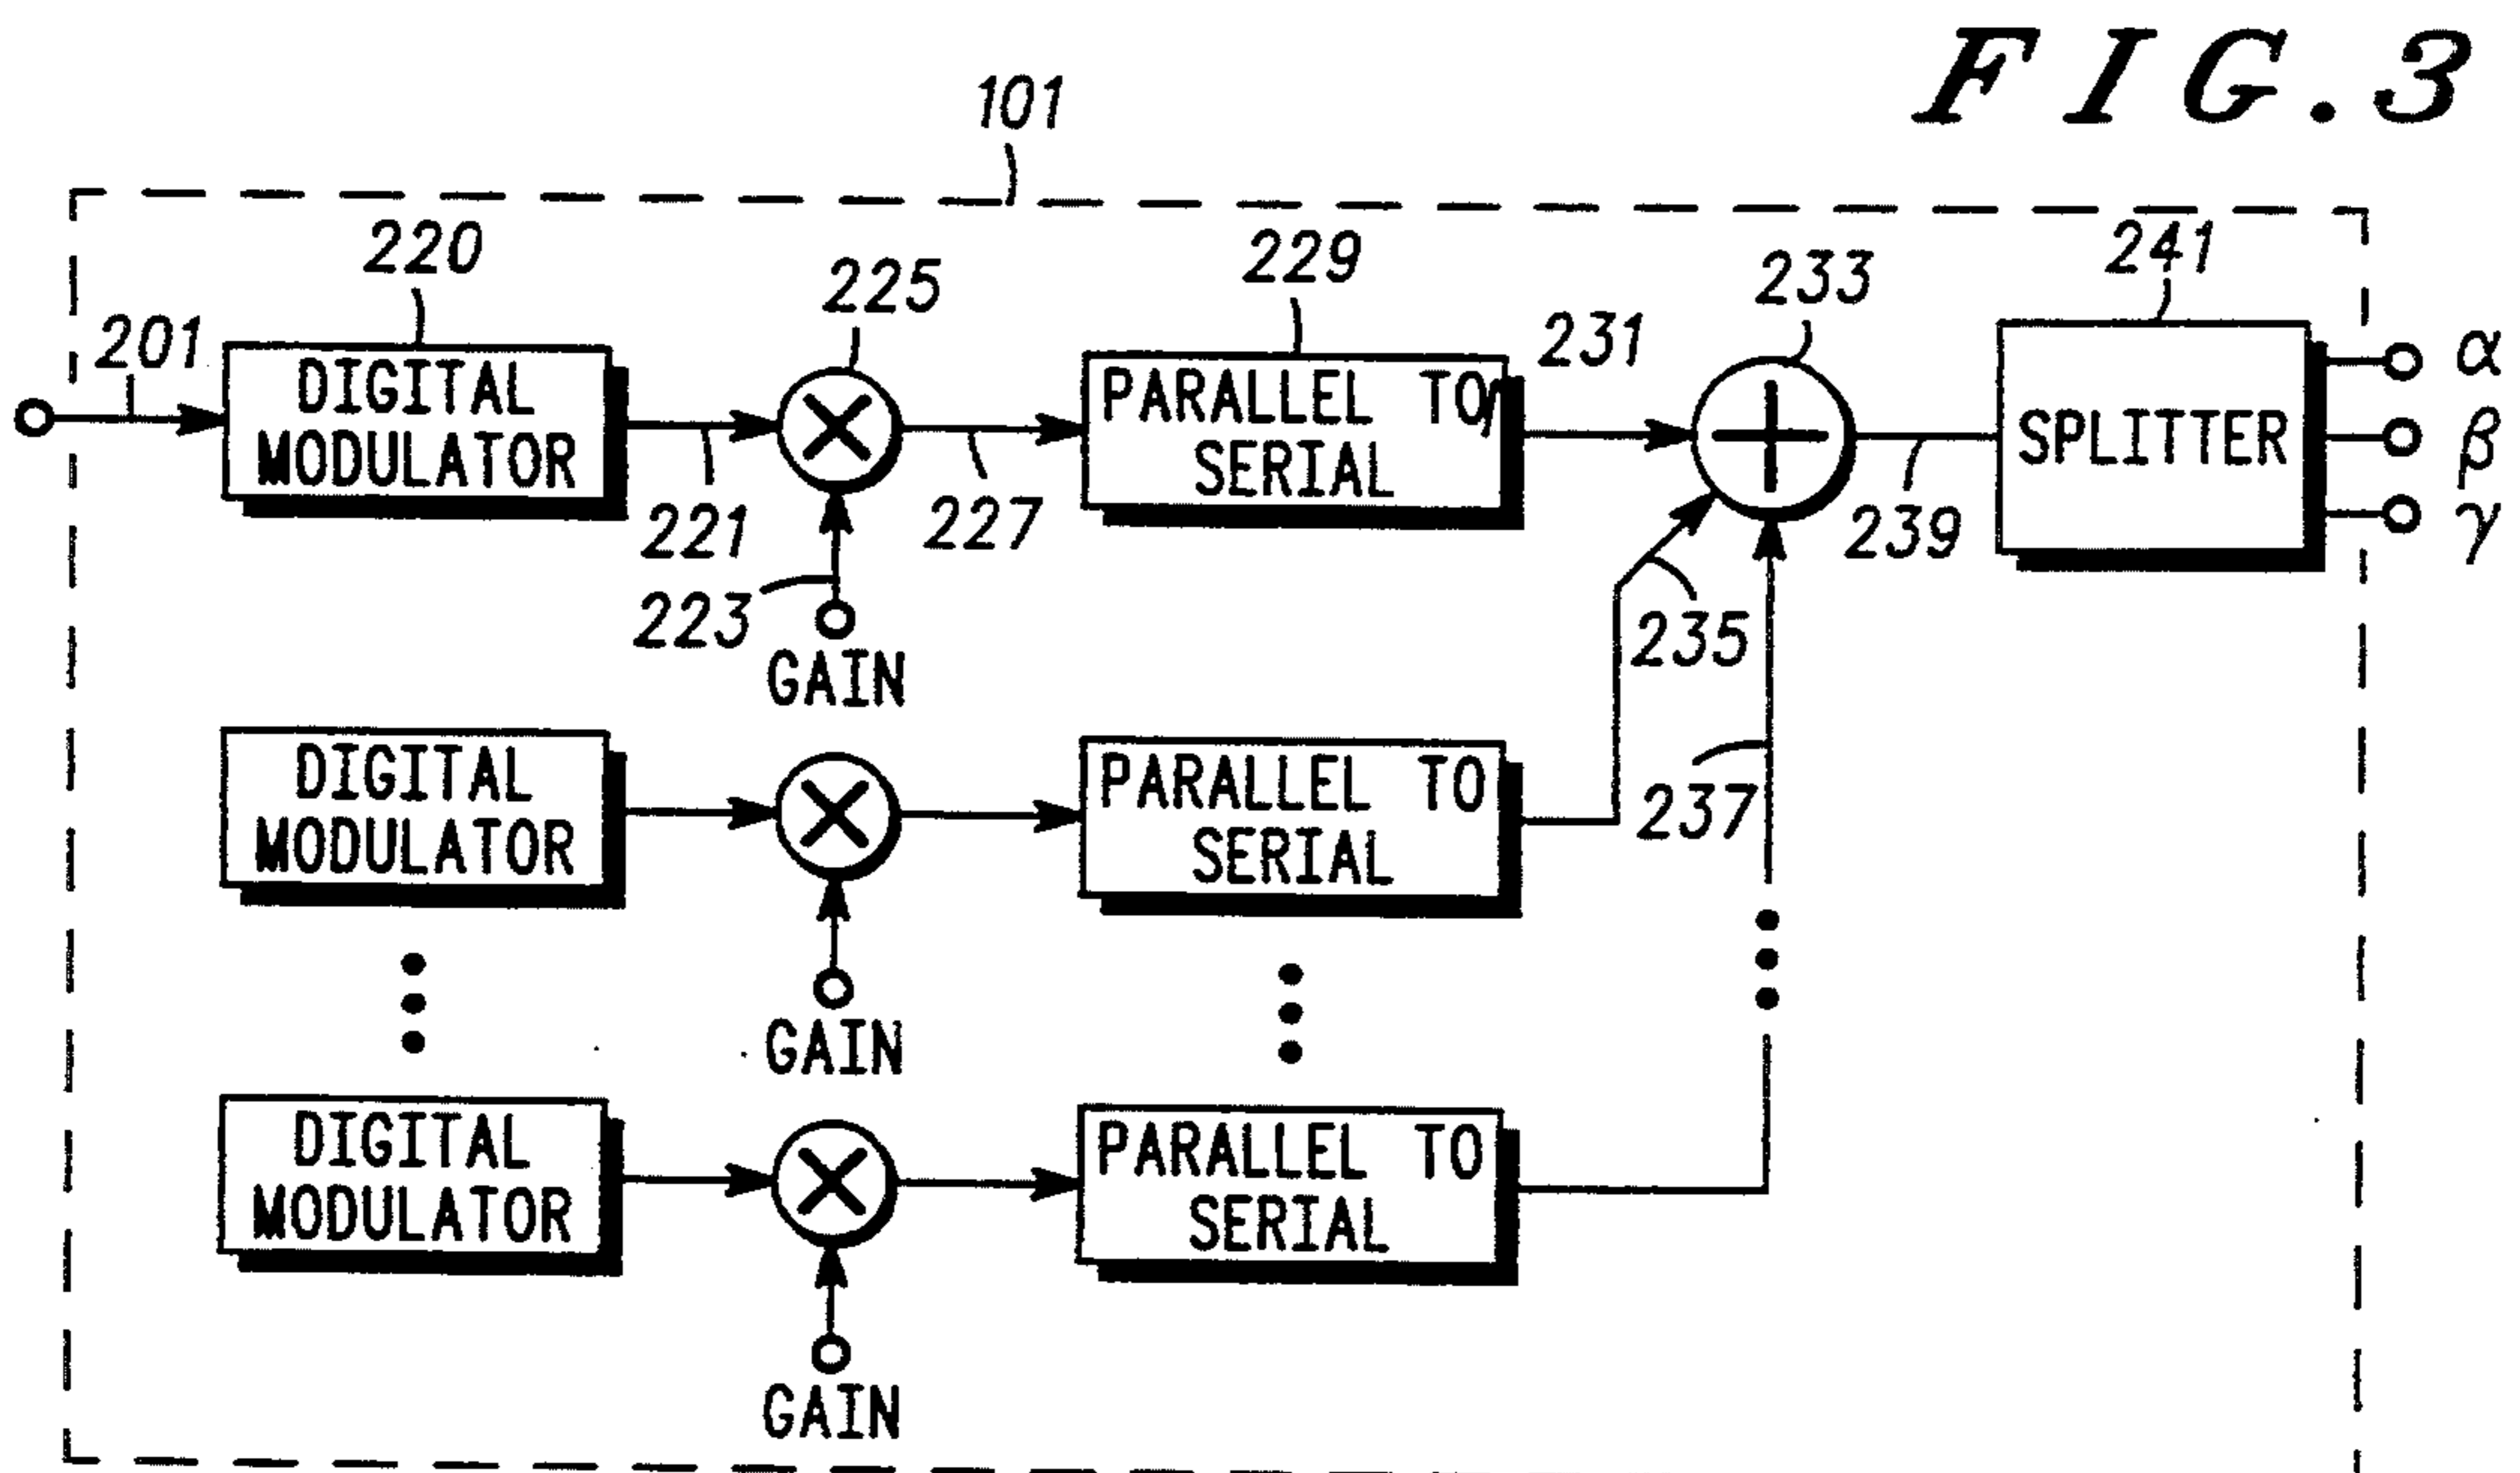 FIG.3
101
220
225
229
233
241
201
231
α
DIGITAL
MODULATOR
PARALLEL TO
SERIAL
SPLITTER
β
γ
221
227
239
223
GAIN
235
DIGITAL
MODULATOR
PARALLEL TO
SERIAL
237
GAIN
DIGITAL
MODULATOR
PARALLEL TO
SERIAL
GAIN